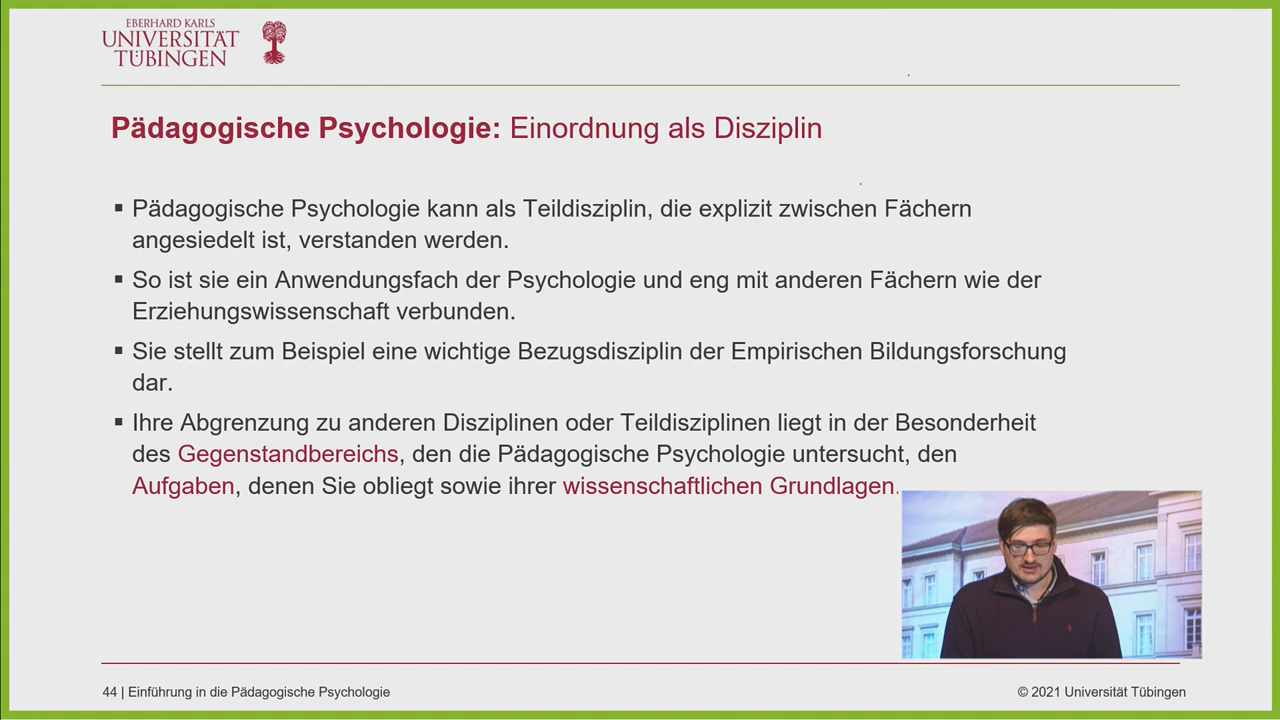 EBERHARD KARLS
UNIVERSITÄT
TÜBINGEN
Pädagogische Psychologie: Einordnung als Disziplin
▪ Pädagogische Psychologie kann als Teildisziplin, die explizit zwischen Fächern
angesiedelt ist, verstanden werden.
▪ So ist sie ein Anwendungsfach der Psychologie und eng mit anderen Fächern wie der
Erziehungswissenschaft verbunden.
▪ Sie stellt zum Beispiel eine wichtige Bezugsdisziplin der Empirischen Bildungsforschung
dar.
▪ Ihre Abgrenzung zu anderen Disziplinen oder Teildisziplinen liegt in der Besonderheit
des Gegenstandbereichs, den die Pädagogische Psychologie untersucht, den
Aufgaben, denen Sie obliegt sowie ihrer wissenschaftlichen Grundlagen.
44 | Einführung in die Pädagogische Psychologie
© 2021 Universität Tübingen